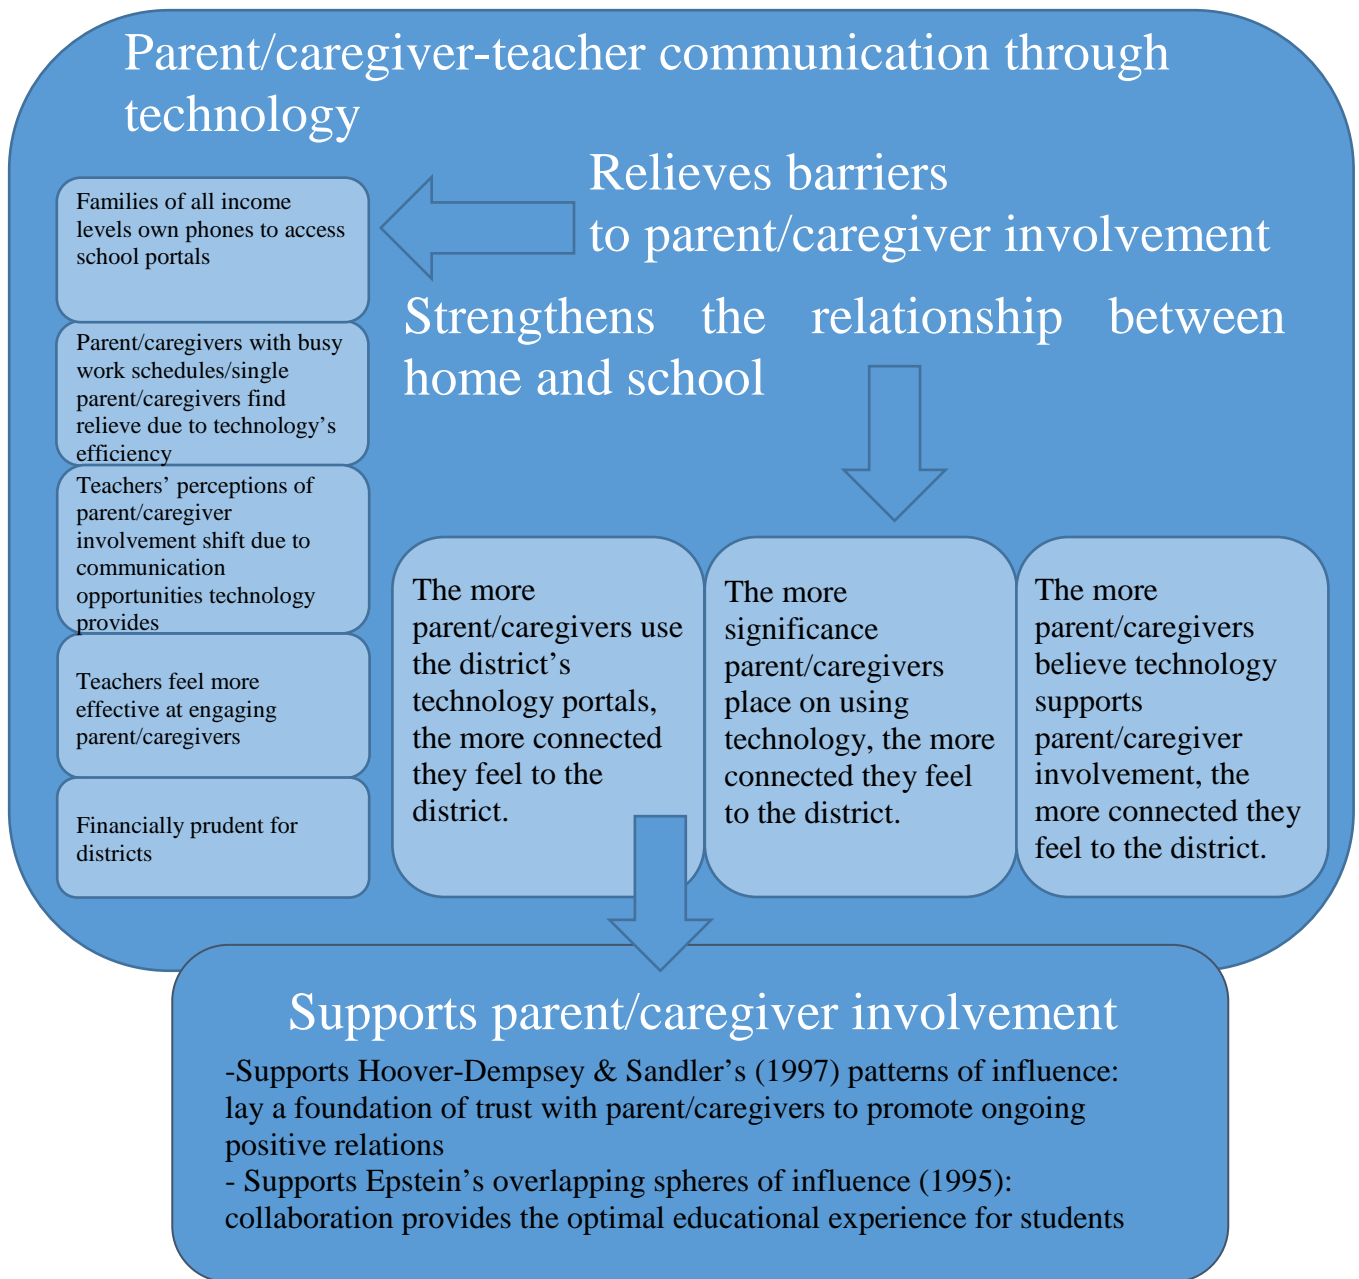 Parent/caregiver-teacher communication through
technology
Relieves barriers
to parent/caregiver involvement
Families of all income
levels own phones to access
school portals
Parent/caregivers with busy
work schedules/single
parent/caregivers find
relieve due to technology’s
efficiency
Teachers’ perceptions of
parent/caregiver
involvement shift due to
communication
opportunities technology
provides
Teachers feel more
effective at engaging
parent/caregivers
Financially prudent for
districts
Strengthens the relationship between
home and school
The more
parent/caregivers use
the district’s
technology portals,
the more connected
they feel to the
district.
The more
significance
parent/caregivers
place on using
technology, the more
connected they feel
to the district.
The more
parent/caregivers
believe technology
supports
parent/caregiver
involvement, the
more connected they
feel to the district.
Supports parent/caregiver involvement
-Supports Hoover-Dempsey & Sandler’s (1997) patterns of influence:
lay a foundation of trust with parent/caregivers to promote ongoing
positive relations
- Supports Epstein’s overlapping spheres of influence (1995):
collaboration provides the optimal educational experience for students